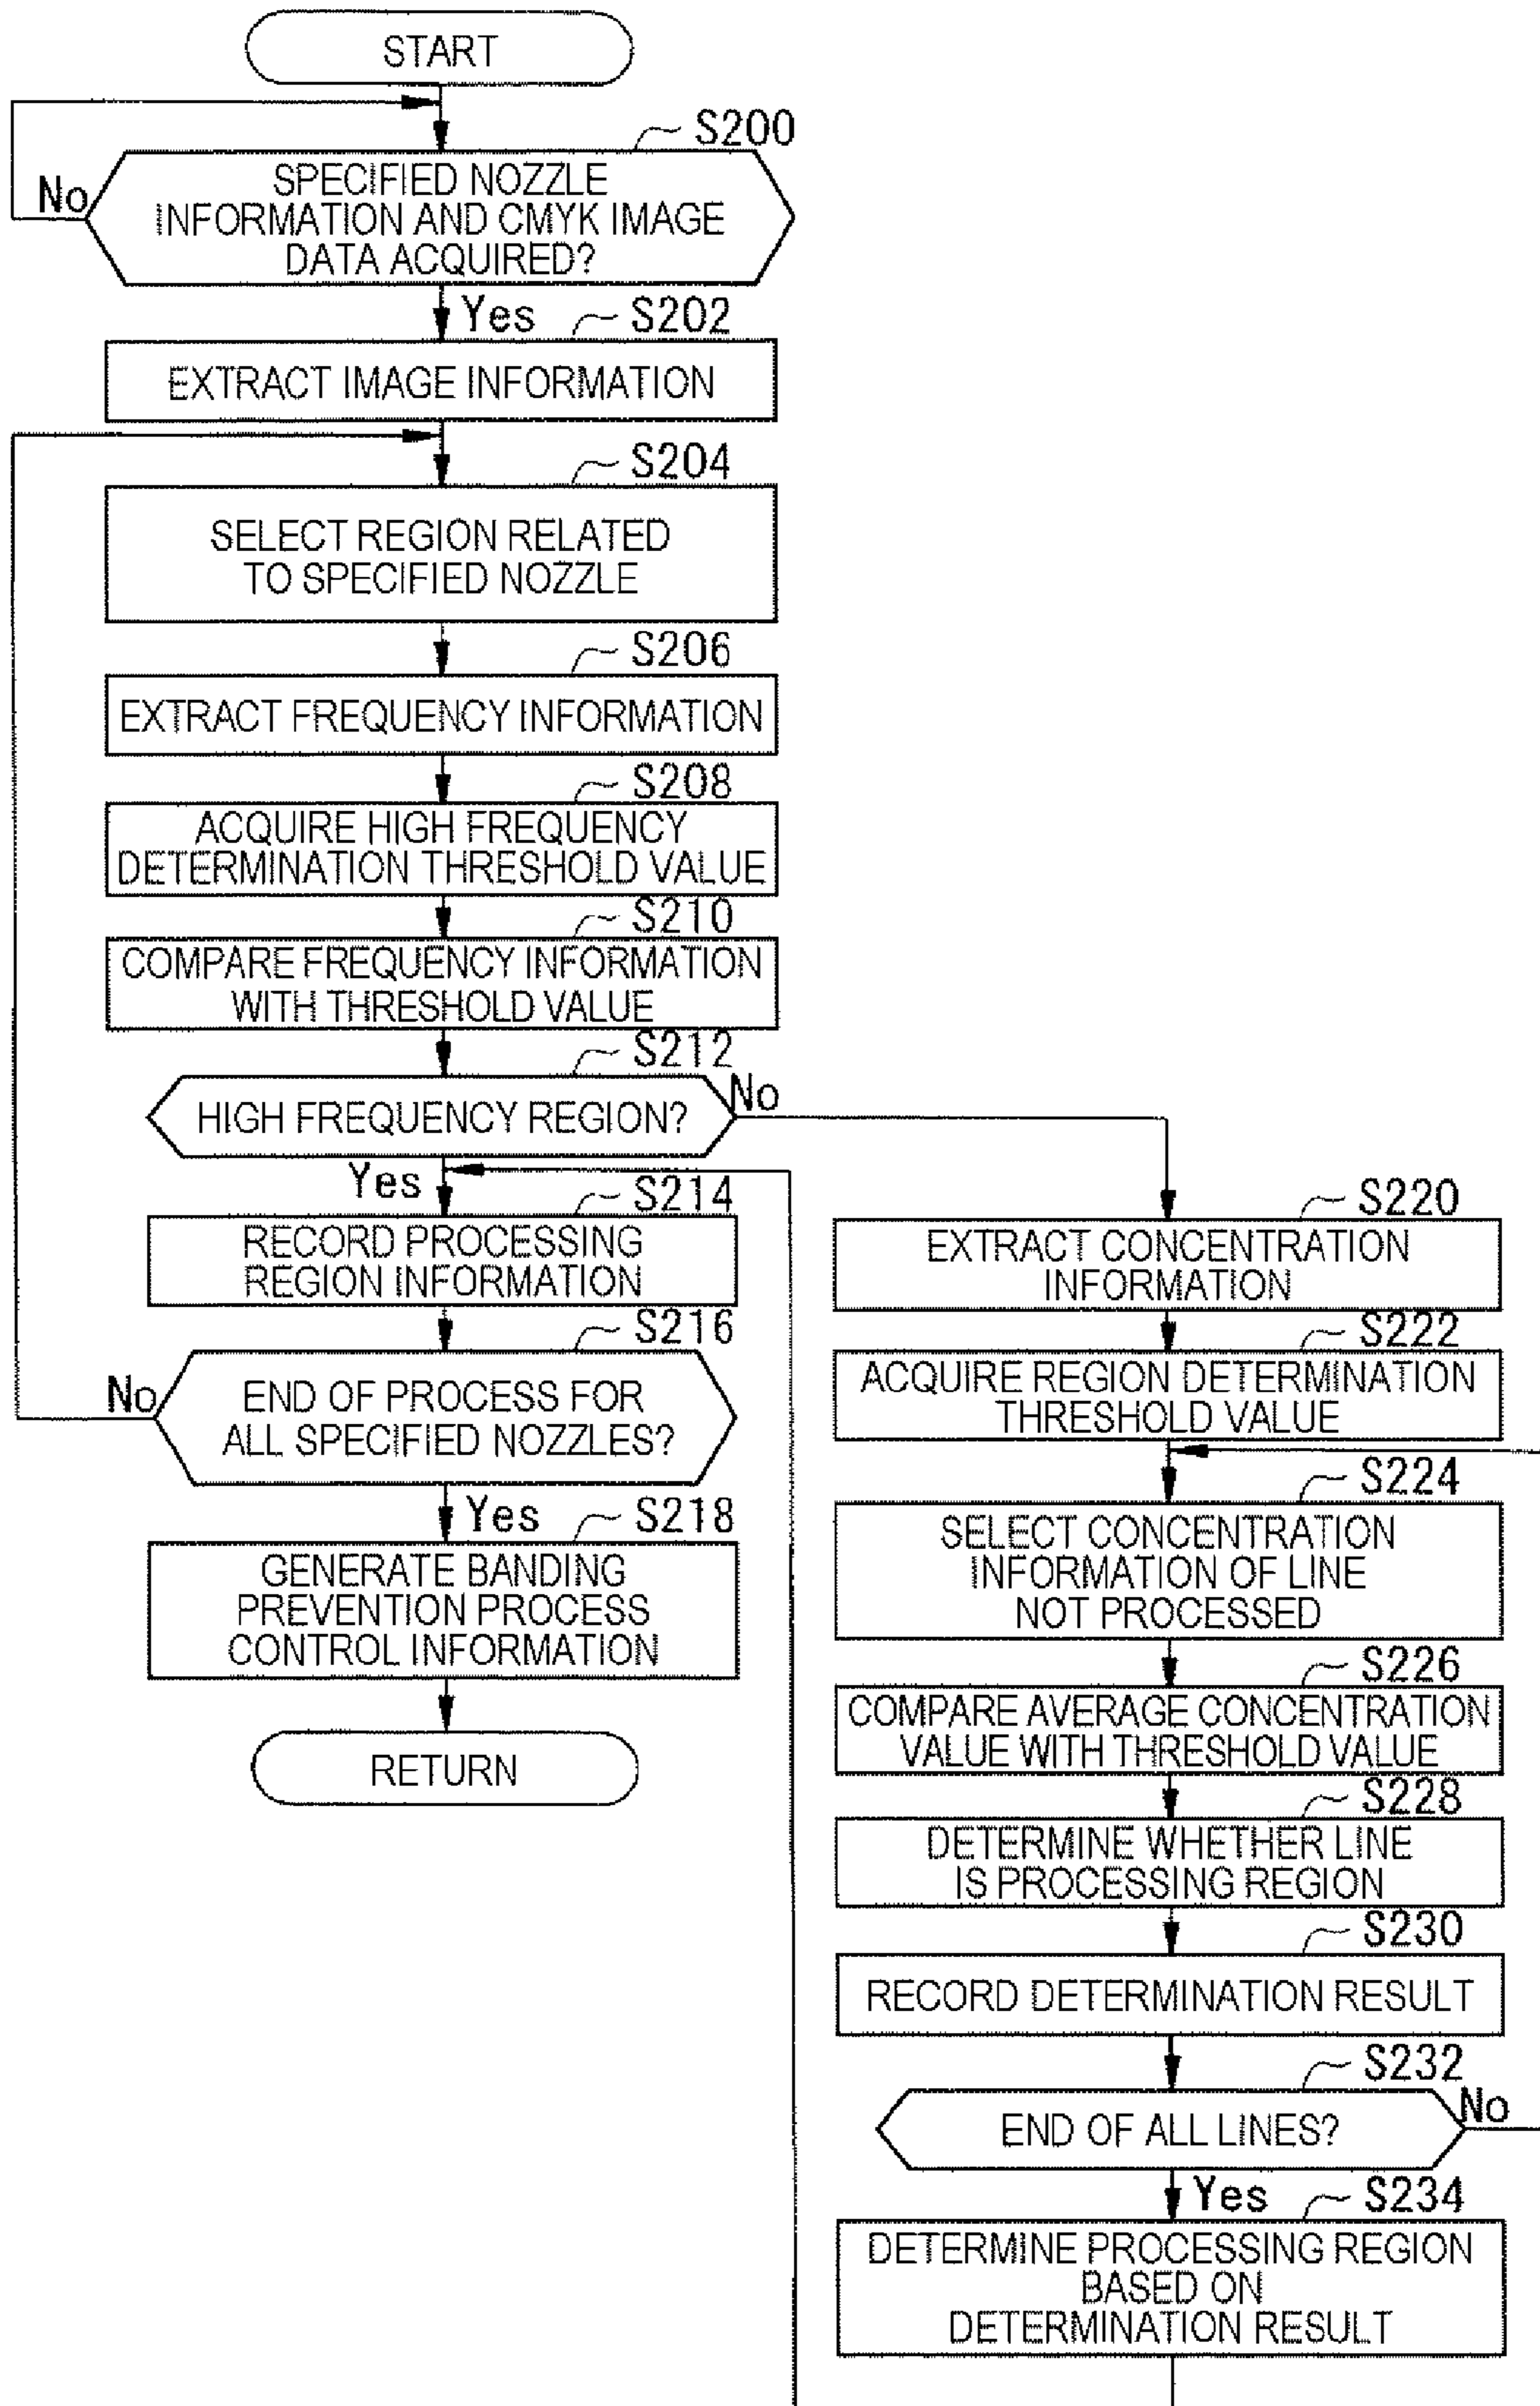 START
S200
SPECIFIED NOZZLE
INFORMATION AND CMYK IMAGE
DATA ACQUIRED?
No
Yes
S202
EXTRACT IMAGE INFORMATION
S204
SELECT REGION RELATED
TO SPECIFIED NOZZLE
S206
EXTRACT FREQUENCY INFORMATION
S208
ACQUIRE HIGH FREQUENCY
DETERMINATION THRESHOLD VALUE
S210
COMPARE FREQUENCY INFORMATION
WITH THRESHOLD VALUE
S212
HIGH FREQUENCY REGION?
No
Yes
S214
RECORD PROCESSING
REGION INFORMATION
S216
END OF PROCESS FOR
ALL SPECIFIED NOZZLES?
No
Yes
S218
GENERATE BANDING
PREVENTION PROCESS
CONTROL INFORMATION
RETURN
S220
EXTRACT CONCENTRATION
INFORMATION
S222
ACQUIRE REGION DETERMINATION
THRESHOLD VALUE
S224
SELECT CONCENTRATION
INFORMATION OF LINE
NOT PROCESSED
S226
COMPARE AVERAGE CONCENTRATION
VALUE WITH THRESHOLD VALUE
S228
DETERMINE WHETHER LINE
IS PROCESSING REGION
S230
RECORD DETERMINATION RESULT
S232
END OF ALL LINES?
No
Yes
S234
DETERMINE PROCESSING REGION
BASED ON
DETERMINATION RESULT